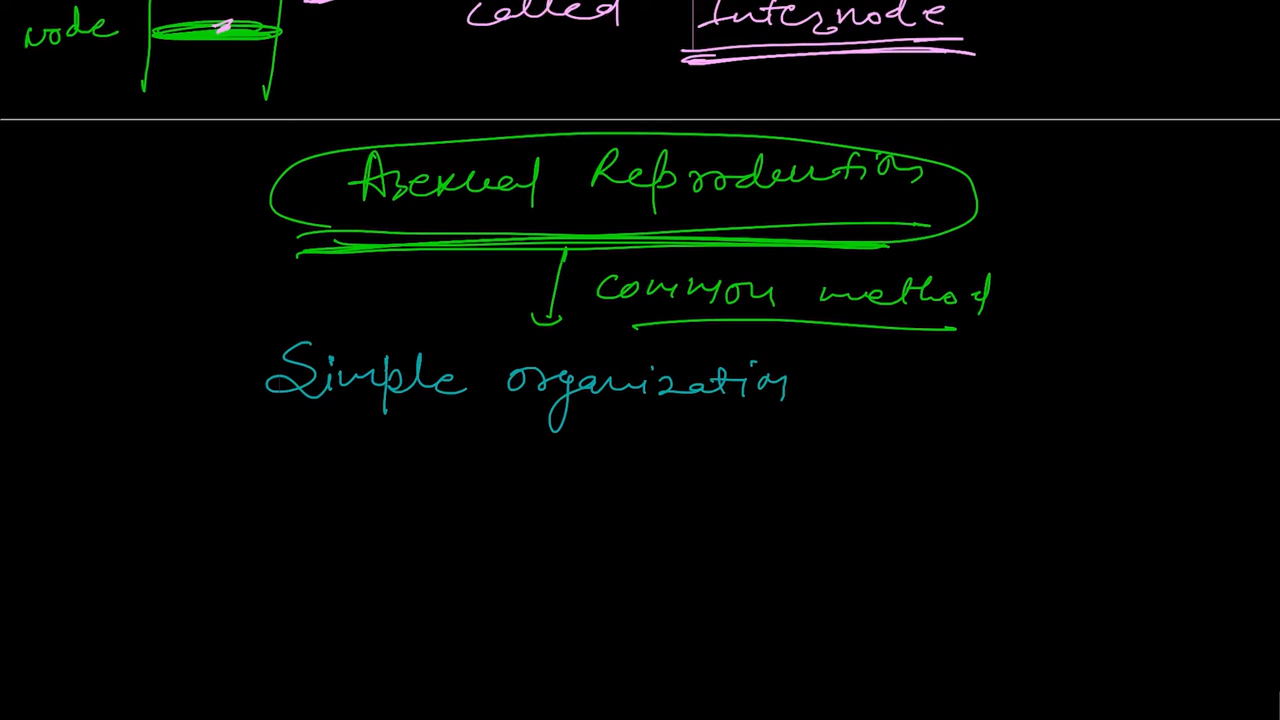 called Internode
node
Asexual Reproduction
common method
Simple organization